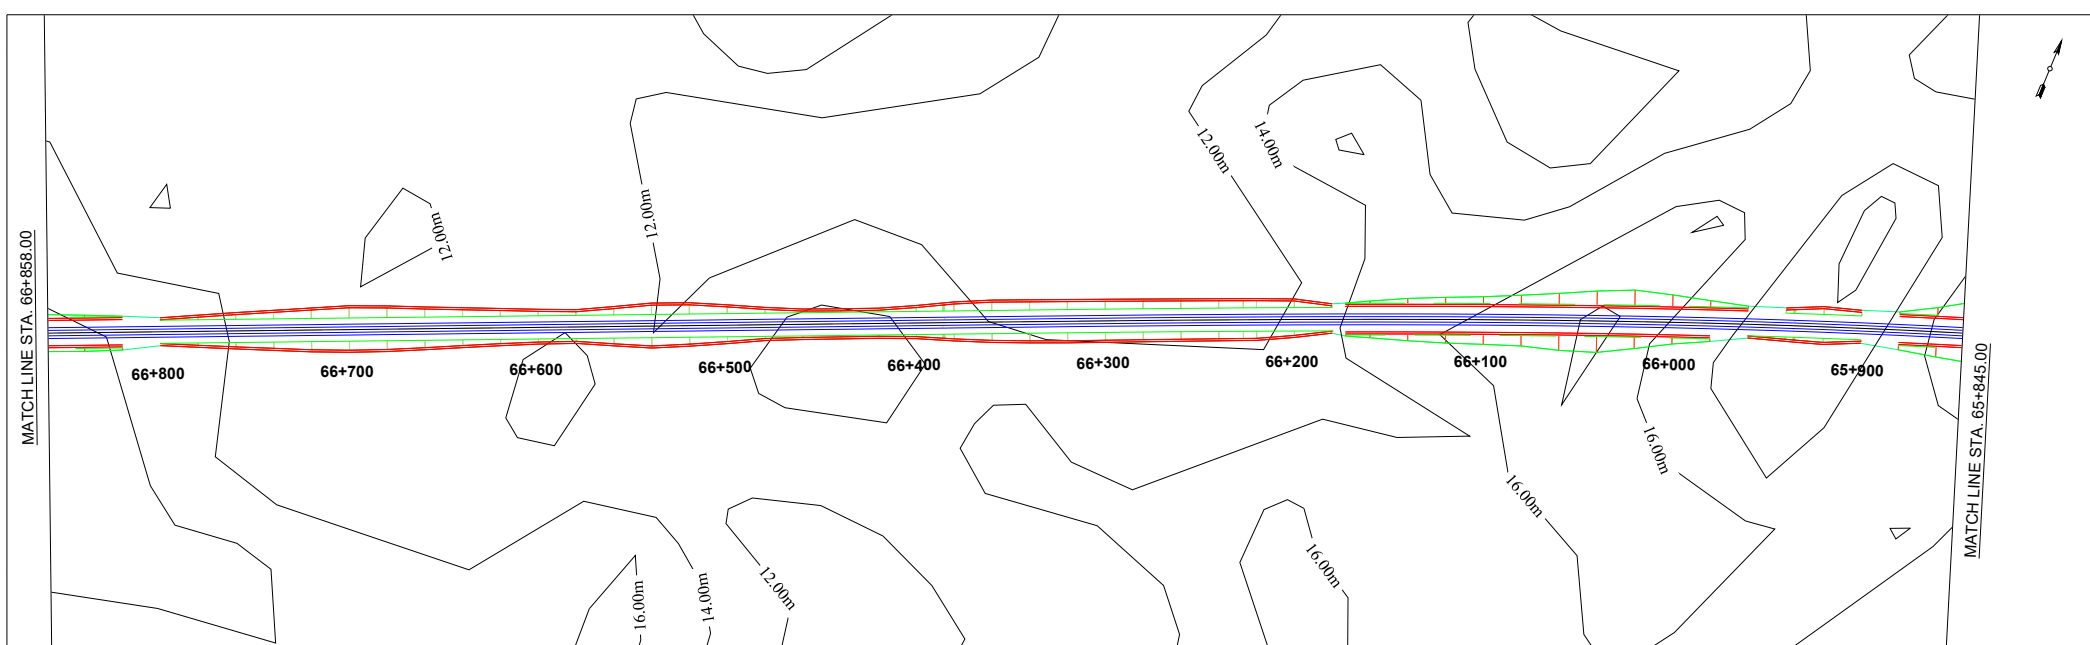 MATCH LINE STA. 66+858.00
12.00m
12.00m
12.00m
14.00m
66+800
66+700
66+600
66+500
66+400
66+300
66+200
66+100
66+000
65+900
MATCH LINE STA. 65+845.00
16.00m
14.00m
12.00m
16.00m
16.00m
16.00m